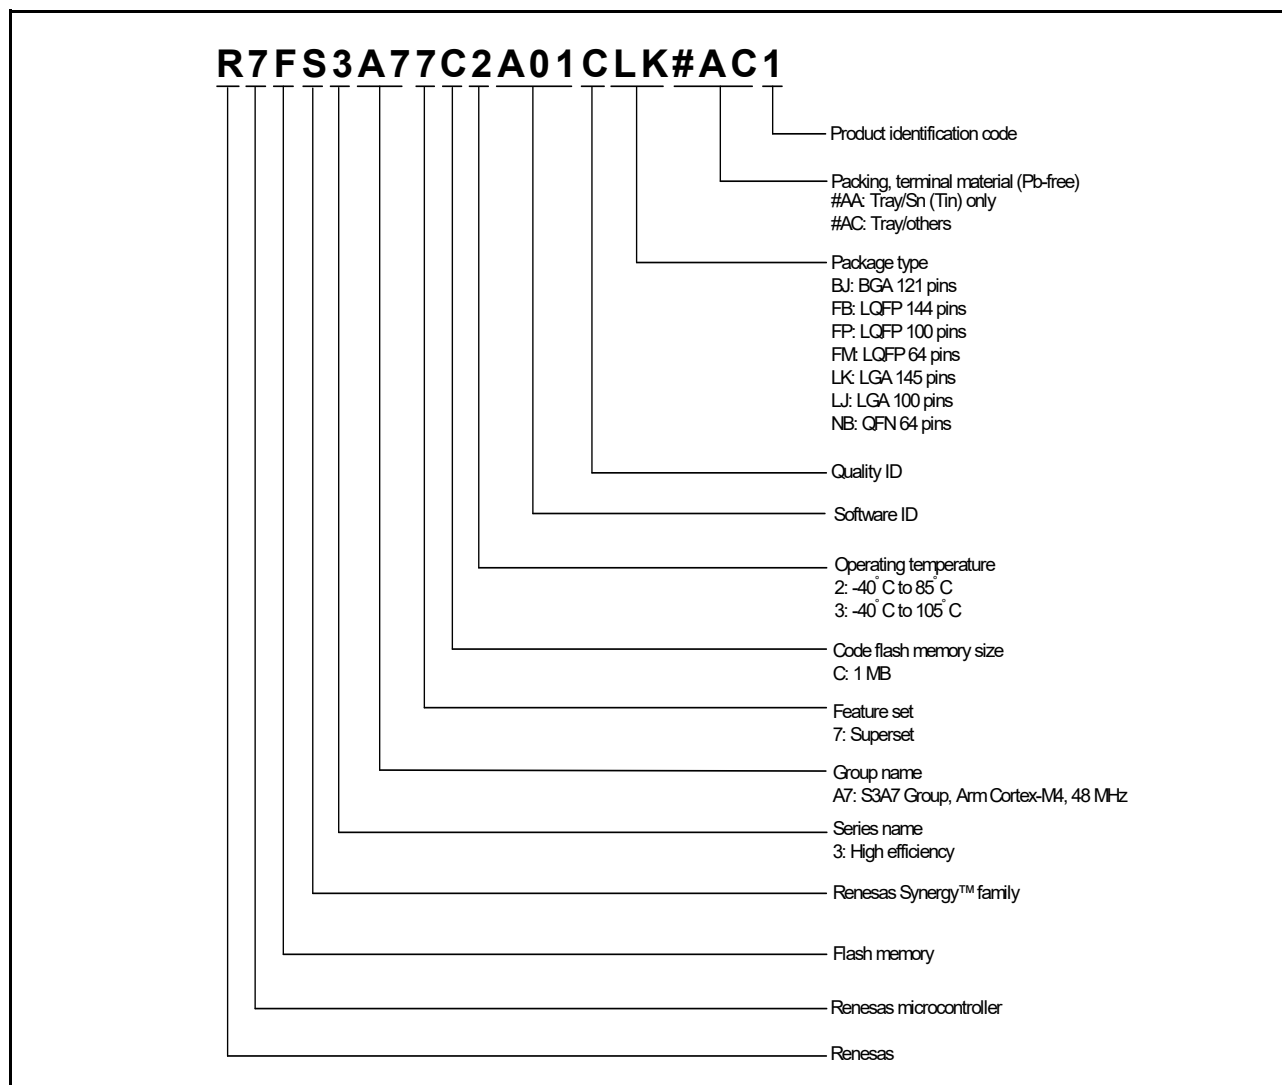 R7FS3A77C2A01CLK#AC1
Product identification code
Packing, terminal material (Pb-free)
#AA: Tray/Sn (Tin) only
#AC: Tray/others
Package type
BJ: BGA 121 pins
FB: LQFP 144 pins
FP: LQFP 100 pins
FM: LQFP 64 pins
LK: LGA 145 pins
LJ: LGA 100 pins
NB: QFN 64 pins
Quality ID
Software ID
Operating temperature
2: -40°C to 85°C
3: -40°C to 105°C
Code flash memory size
C: 1 MB
Feature set
7: Superset
Group name
A7: S3A7 Group, Arm Cortex-M4, 48 MHz
Series name
3: High efficiency
Renesas Synergy™ family
Flash memory
Renesas microcontroller
Renesas